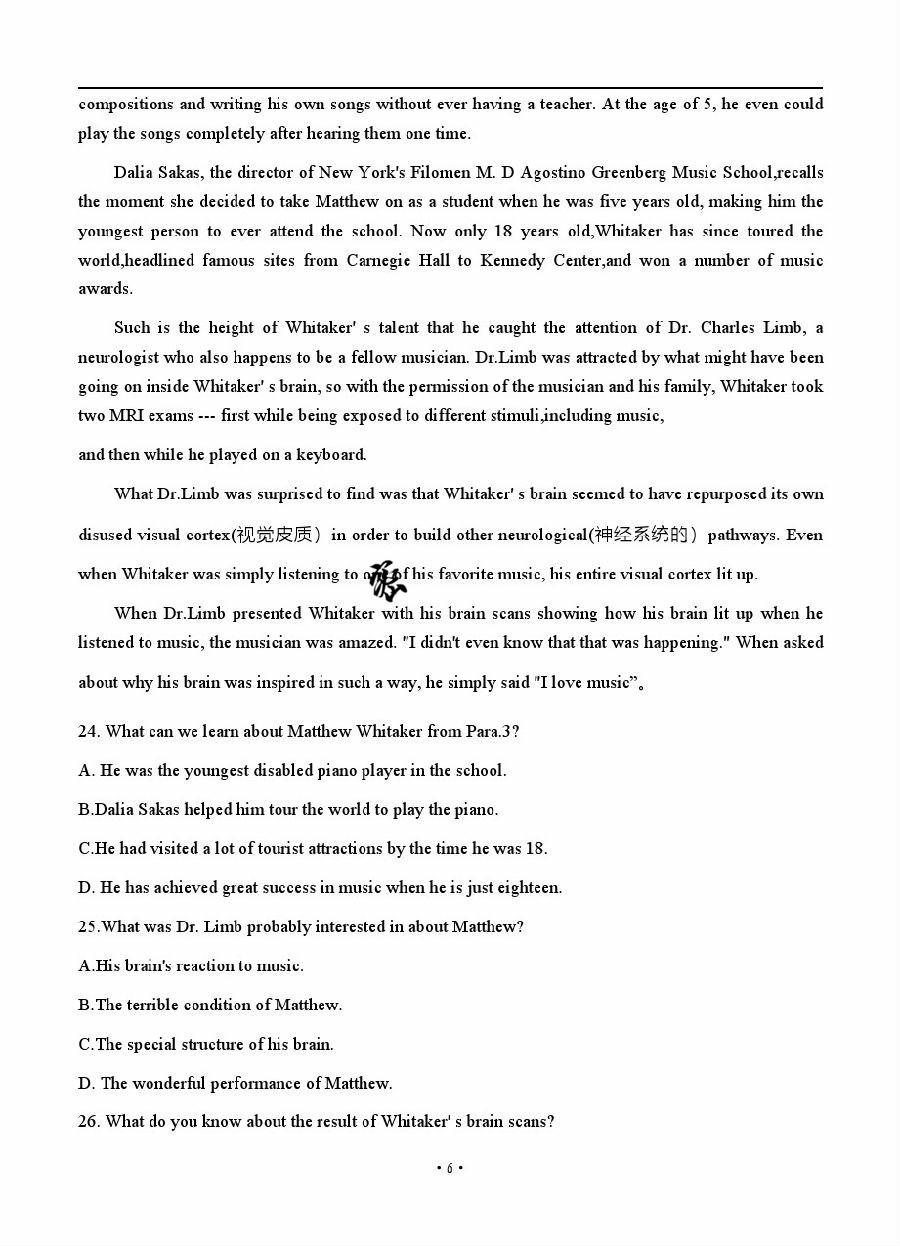 compositions and writing his own songs without ever having a teacher. At the age of 5, he even could
play the songs completely after hearing them one time.
Dalia Sakas, the director of New York's Filomen M. D Agostino Greenberg Music School,recalls
the moment she decided to take Matthew on as a student when he was five years old, making him the
youngest person to ever attend the school. Now only 18 years old,Whitaker has since toured the
world,headlined famous sites from Carnegie Hall to Kennedy Center,and won a number of music
awards.
Such is the height of Whitaker' s talent that he caught the attention of Dr. Charles Limb, a
neurologist who also happens to be a fellow musician. Dr.Limb was attracted by what might have been
going on inside Whitaker' s brain, so with the permission of the musician and his family, Whitaker took
two MRI exams --- first while being exposed to different stimuli,including music,
and then while he played on a keyboard.
What Dr.Limb was surprised to find was that Whitaker' s brain seemed to have repurposed its own
disused visual cortex(视觉皮质）in order to build other neurological(神经系统的）pathways. Even
when Whitaker was simply listening to of his favorite music, his entire visual cortex lit up.
When Dr.Limb presented Whitaker with his brain scans showing how his brain lit up when he
listened to music, the musician was amazed. "I didn't even know that that was happening." When asked
about why his brain was inspired in such a way, he simply said "I love music”。
24. What can we learn about Matthew Whitaker from Para.3?
A. He was the youngest disabled piano player in the school.
B.Dalia Sakas helped him tour the world to play the piano.
C.He had visited a lot of tourist attractions by the time he was 18.
D. He has achieved great success in music when he is just eighteen.
25.What was Dr. Limb probably interested in about Matthew?
A.His brain's reaction to music.
B.The terrible condition of Matthew.
C.The special structure of his brain.
D. The wonderful performance of Matthew.
26. What do you know about the result of Whitaker' s brain scans?
• 6 •